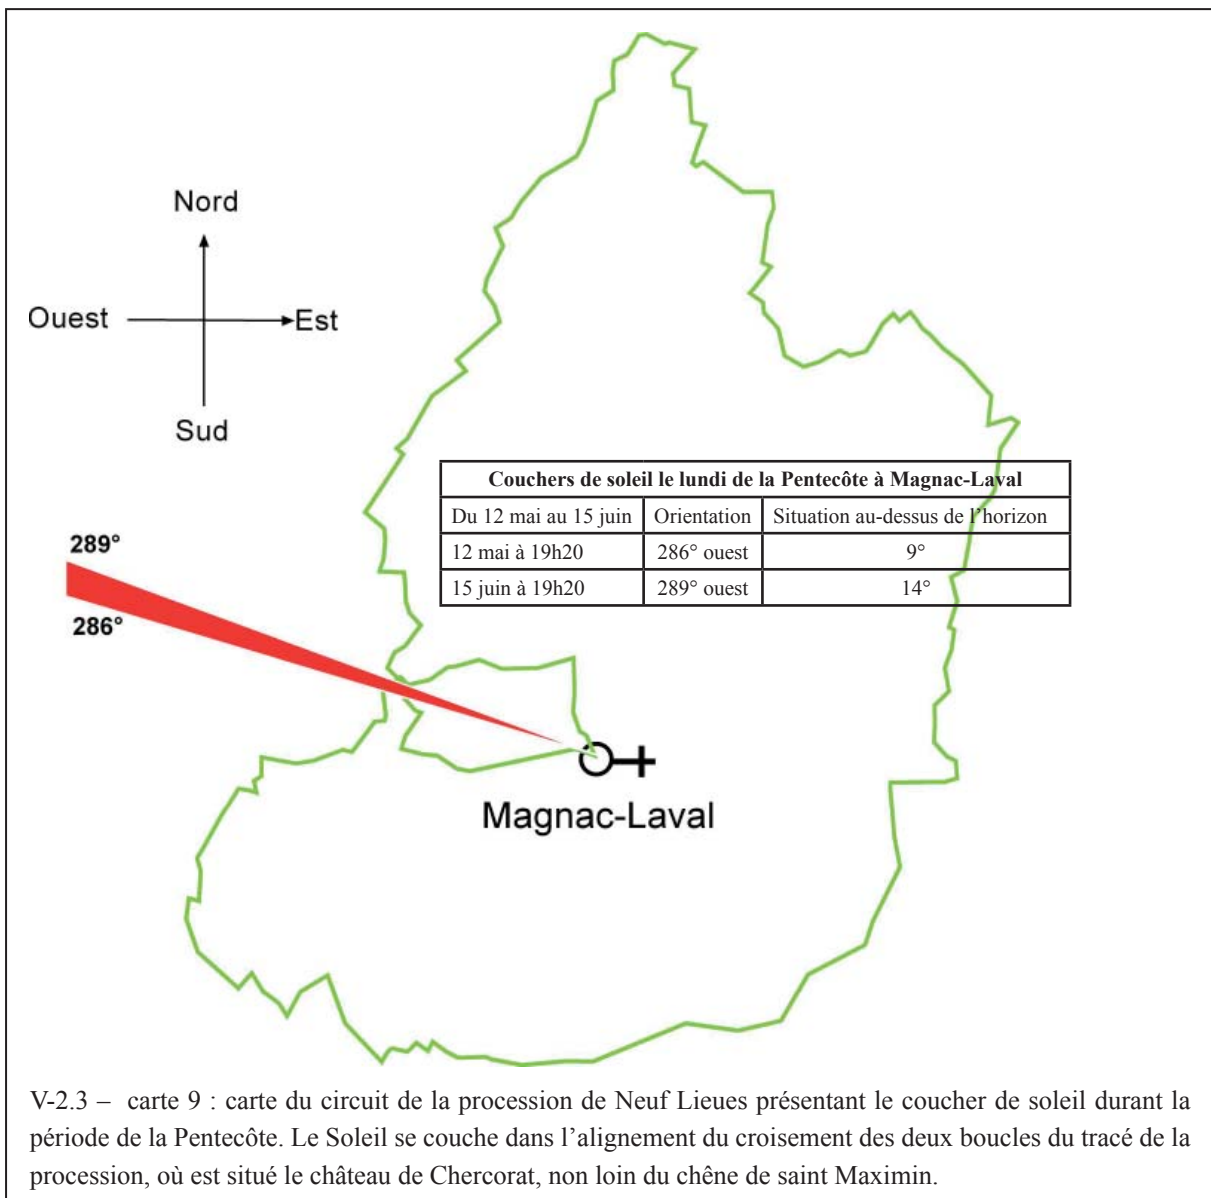 Nord
Ouest
Est
Sud
Couchers de soleil le lundi de la Pentecôte à Magnac-Laval
Du 12 mai au 15 juin Orientation Situation au-dessus de l'horizon
12 mai à 19h20 286° ouest 9°
15 juin à 19h20 289° ouest 14°
289°
286°
Magnac-Laval
V-2.3 – carte 9 : carte du circuit de la procession de Neuf Lieues présentant le coucher de soleil durant la
période de la Pentecôte. Le Soleil se couche dans l'alignement du croisement des deux boucles du tracé de la
procession, où est situé le château de Chercorat, non loin du chêne de saint Maximin.